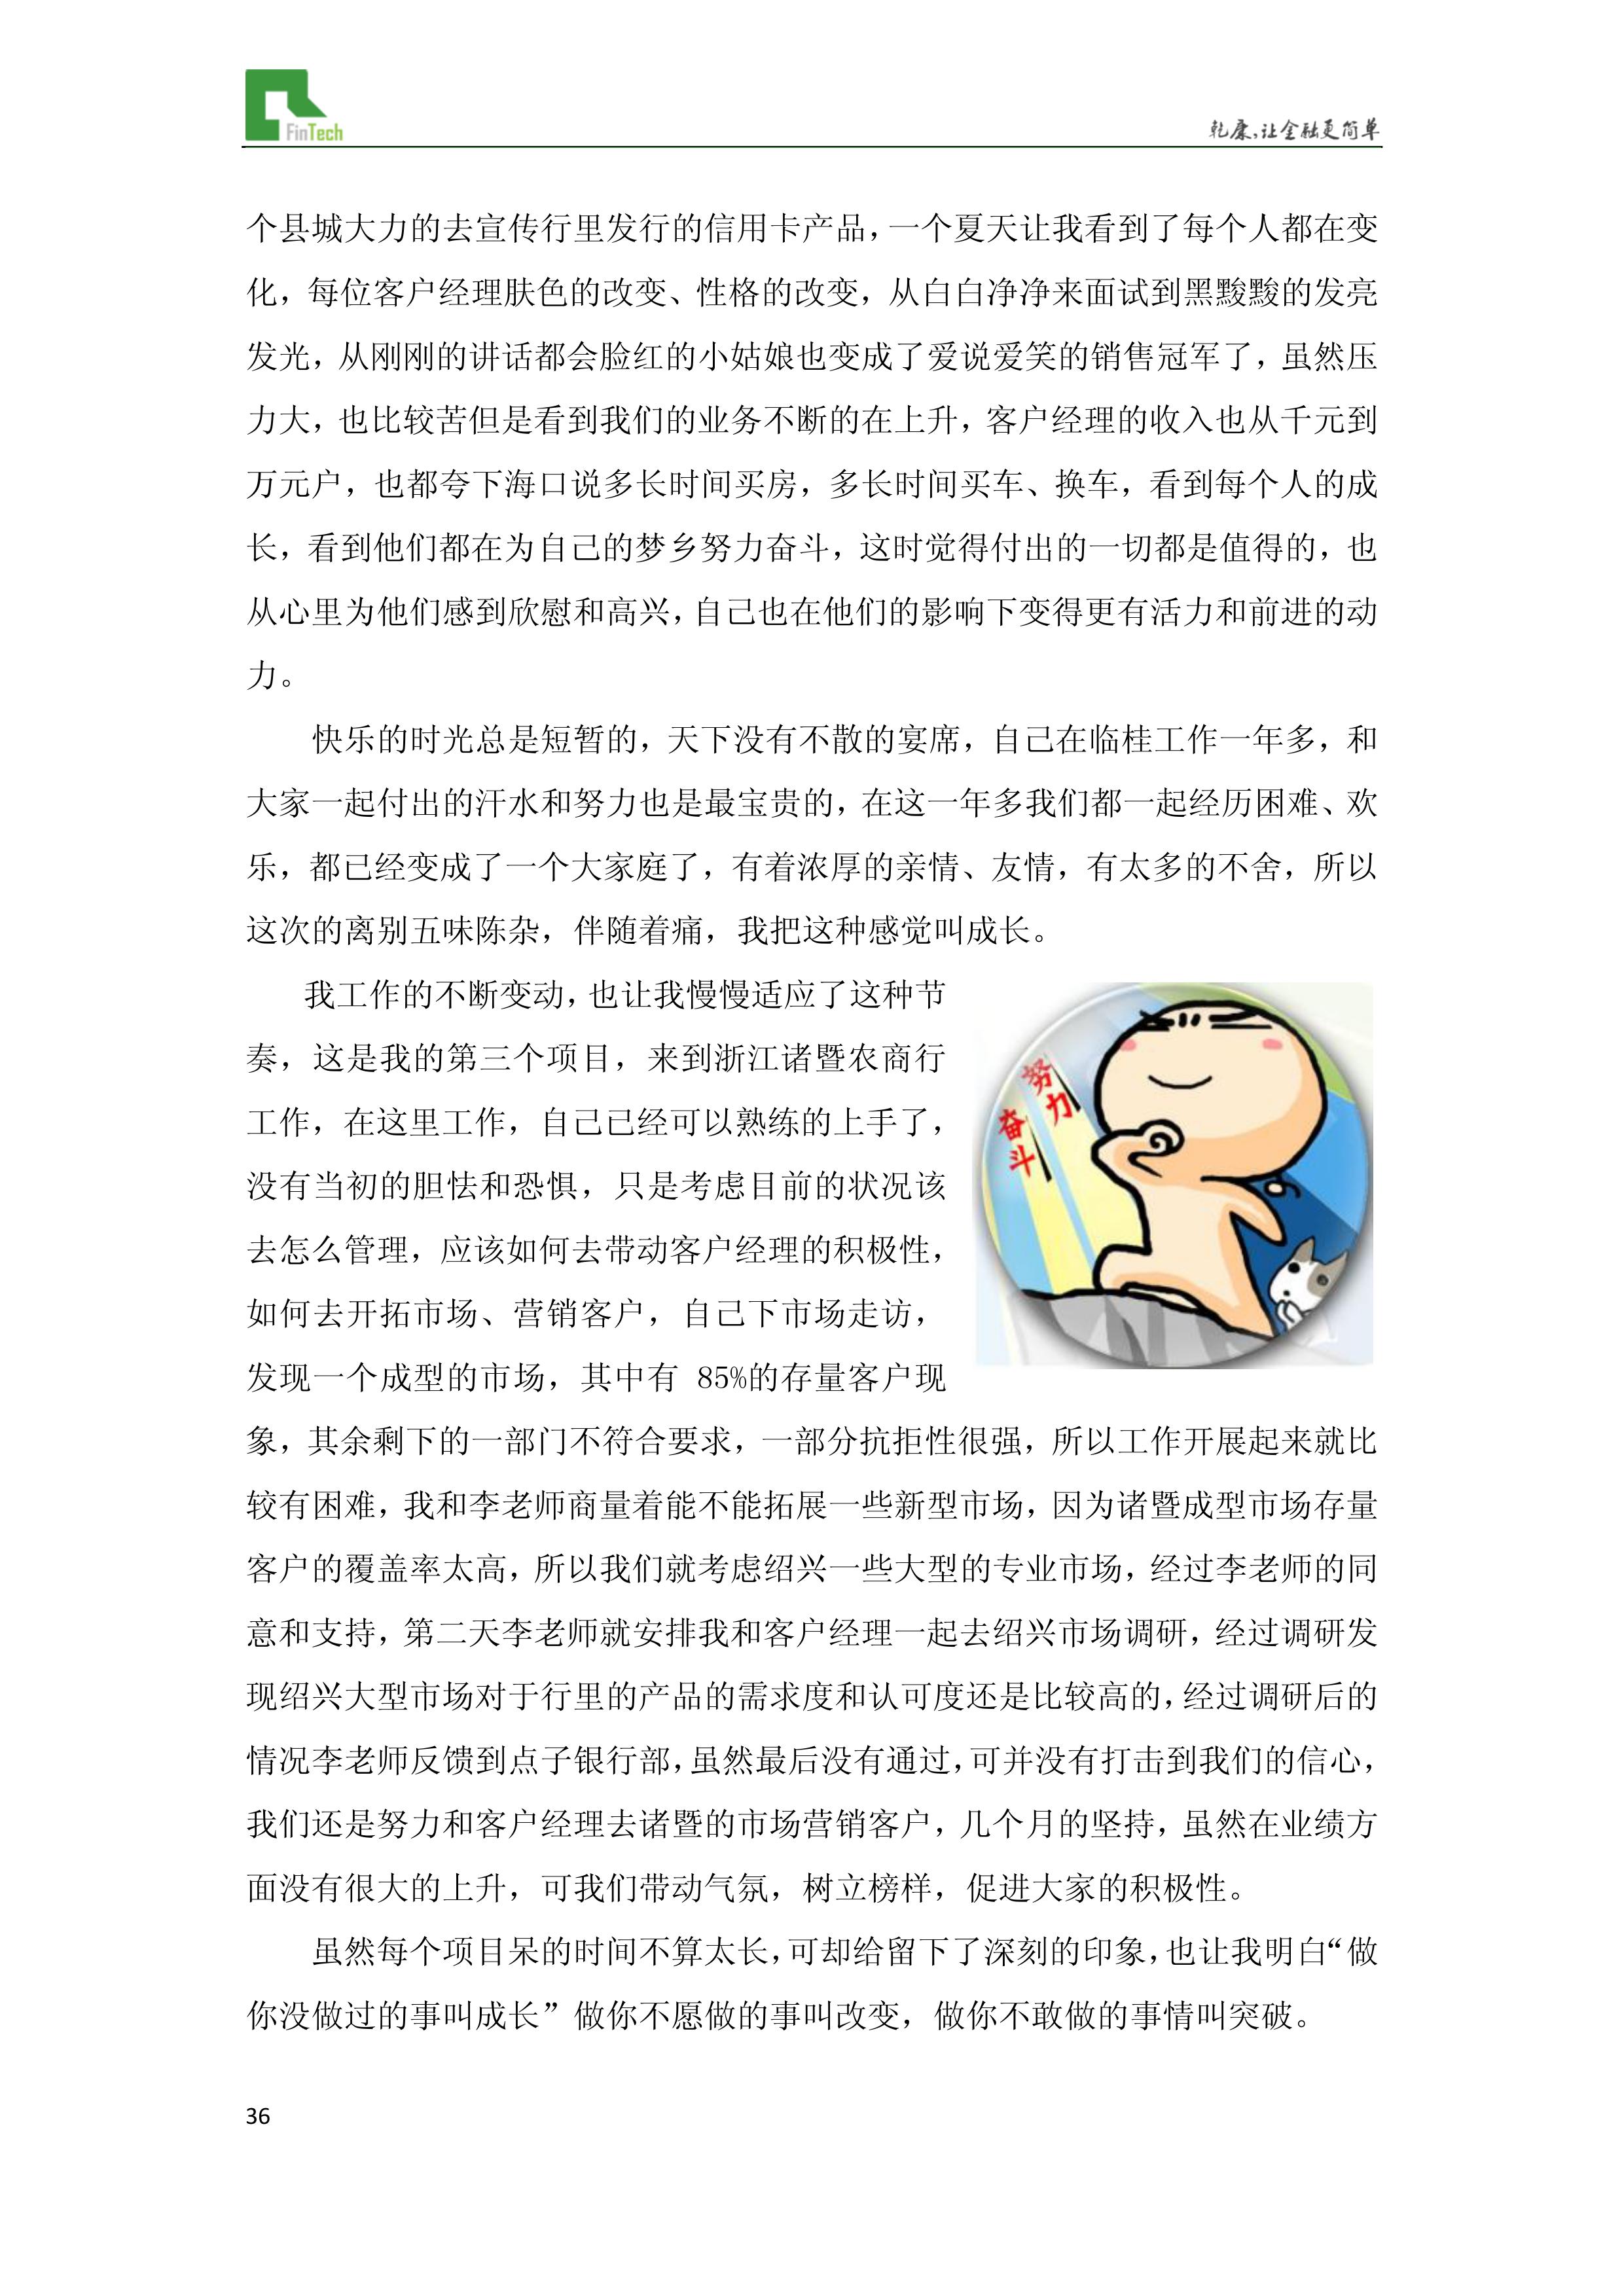 FinTech
乾康,让金融更简单
个县城大力的去宣传行里发行的信用卡产品，一个夏天让我看到了每个人都在变
化，每位客户经理肤色的改变、性格的改变，从白白净净来面试到黑黢黢的发亮
发光，从刚刚的讲话都会脸红的小姑娘也变成了爱说爱笑的销售冠军了，虽然压
力大，也比较苦但是看到我们的业务不断的在上升，客户经理的收入也从千元到
万元户，也都夸下海口说多长时间买房，多长时间买车、换车，看到每个人的成
长，看到他们都在为自己的梦乡努力奋斗，这时觉得付出的一切都是值得的，也
从心里为他们感到欣慰和高兴，自己也在他们的影响下变得更有活力和前进的动
力。
快乐的时光总是短暂的，天下没有不散的宴席，自己在临桂工作一年多，和
大家一起付出的汗水和努力也是最宝贵的，在这一年多我们都一起经历困难、欢
乐，都已经变成了一个大家庭了，有着浓厚的亲情、友情，有太多的不舍，所以
这次的离别五味陈杂，伴随着痛，我把这种感觉叫成长。
我工作的不断变动，也让我慢慢适应了这种节
奏，这是我的第三个项目，来到浙江诸暨农商行
工作，在这里工作，自己已经可以熟练的上手了，
没有当初的胆怯和恐惧，只是考虑目前的状况该
去怎么管理，应该如何去带动客户经理的积极性，
如何去开拓市场、营销客户，自己下市场走访，
发现一个成型的市场，其中有 85%的存量客户现
努力
奋斗
象，其余剩下的一部门不符合要求，一部分抗拒性很强，所以工作开展起来就比
较有困难，我和李老师商量着能不能拓展一些新型市场，因为诸暨成型市场存量
客户的覆盖率太高，所以我们就考虑绍兴一些大型的专业市场，经过李老师的同
意和支持，第二天李老师就安排我和客户经理一起去绍兴市场调研，经过调研发
现绍兴大型市场对于行里的产品的需求度和认可度还是比较高的，经过调研后的
情况李老师反馈到点子银行部，虽然最后没有通过，可并没有打击到我们的信心，
我们还是努力和客户经理去诸暨的市场营销客户，几个月的坚持，虽然在业绩方
面没有很大的上升，可我们带动气氛，树立榜样，促进大家的积极性。
虽然每个项目呆的时间不算太长，可却给留下了深刻的印象，也让我明白“做
你没做过的事叫成长”做你不愿做的事叫改变，做你不敢做的事情叫突破。
36